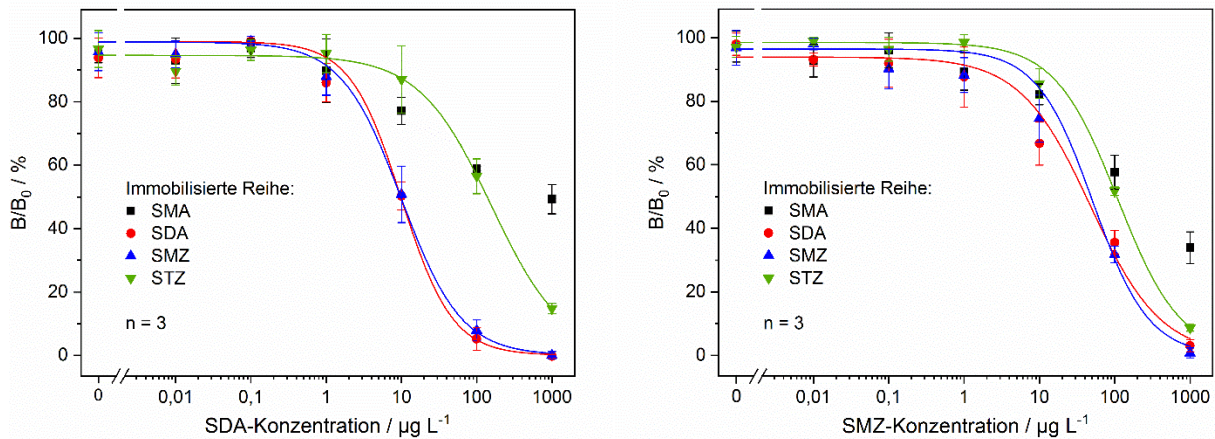 100
80
60
40
20
0
B/B₀ / %
Immobilisierte Reihe:
SMA
SDA
SMZ
STZ
n = 3
0 0,01 0,1 1 10 100 1000
SDA-Konzentration / µg L⁻¹
100
80
60
40
20
0
B/B₀ / %
Immobilisierte Reihe:
SMA
SDA
SMZ
STZ
n = 3
0 0,01 0,1 1 10 100 1000
SMZ-Konzentration / µg L⁻¹